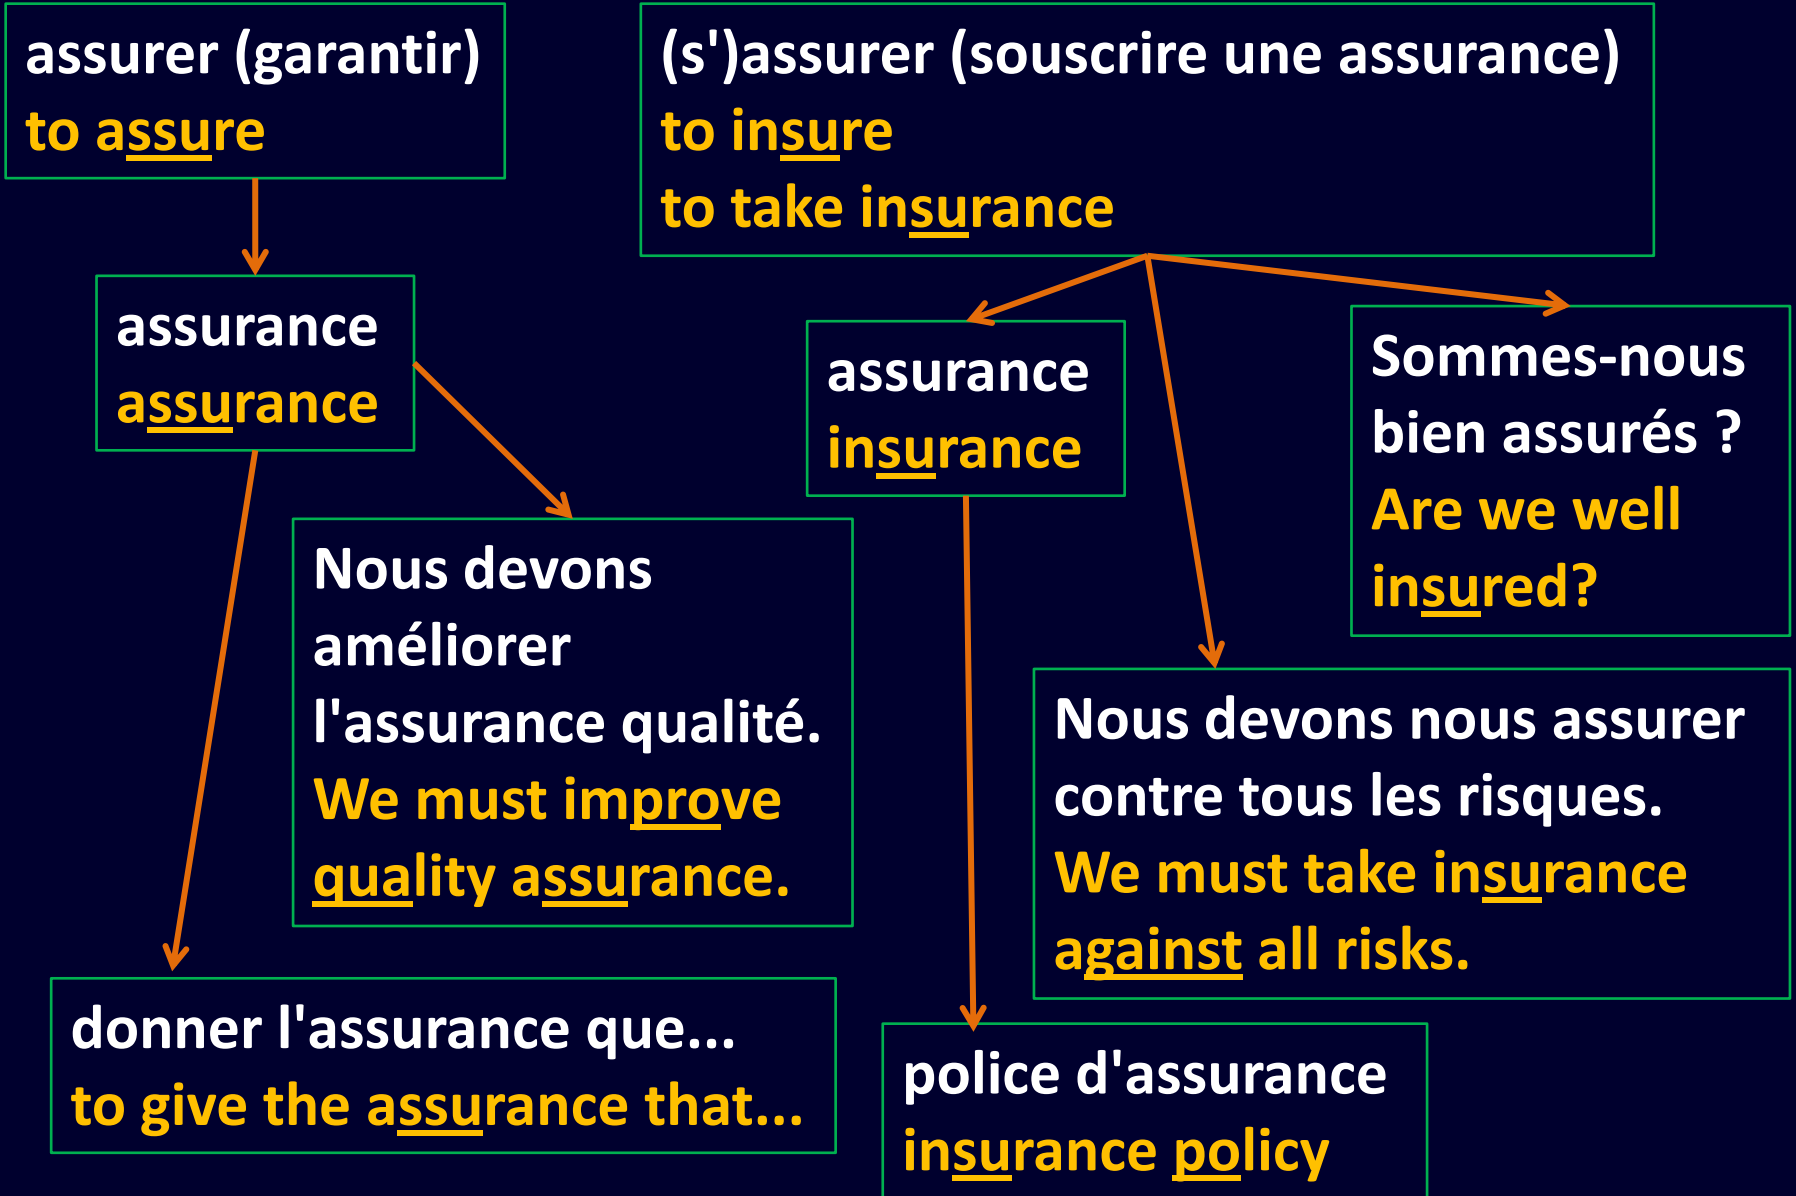 assurer (garantir)
to assure
(s')assurer (souscrire une assurance)
to insure
to take insurance
assurance
assurance
assurance
insurance
Sommes-nous
bien assurés ?
Are we well
insured?
Nous devons
améliorer
l'assurance qualité.
We must improve
quality assurance.
Nous devons nous assurer
contre tous les risques.
We must take insurance
against all risks.
donner l'assurance que...
to give the assurance that...
police d'assurance
insurance policy